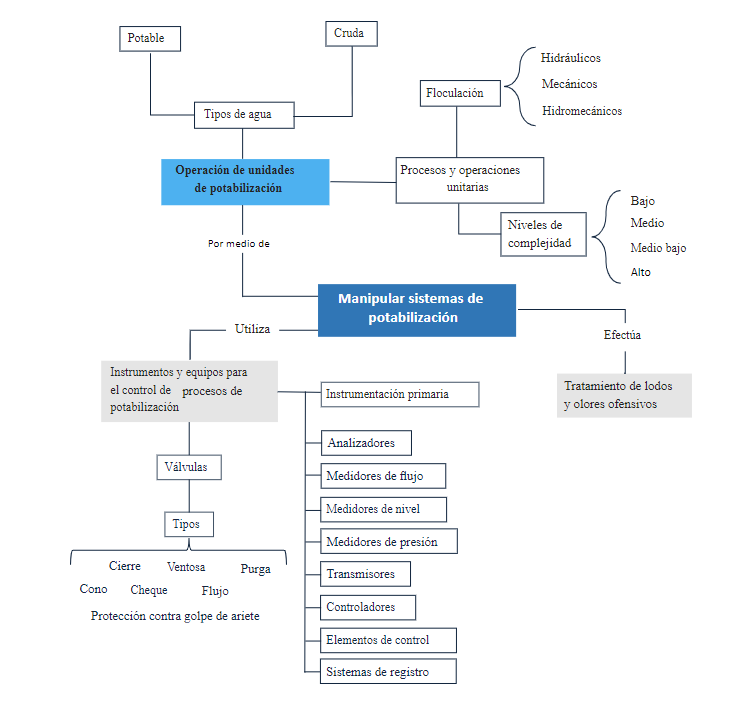 Potable
Cruda
Tipos de agua
Floculación
Hidráulicos
Mecánicos
Hidromecánicos
Operación de unidades
de potabilización
Procesos y operaciones
unitarias
Niveles de
complejidad
Bajo
Medio
Medio bajo
Alto
Por medio de
Manipular sistemas de
potabilización
Utiliza
Efectúa
Instrumentos y equipos para
el control de procesos de
potabilización
Tratamiento de lodos
y olores ofensivos
Instrumentación primaria
Analizadores
Medidores de flujo
Medidores de nivel
Medidores de presión
Transmisores
Controladores
Elementos de control
Sistemas de registro
Válvulas
Tipos
Cierre Ventosa Purga
Cono Cheque Flujo
Protección contra golpe de ariete